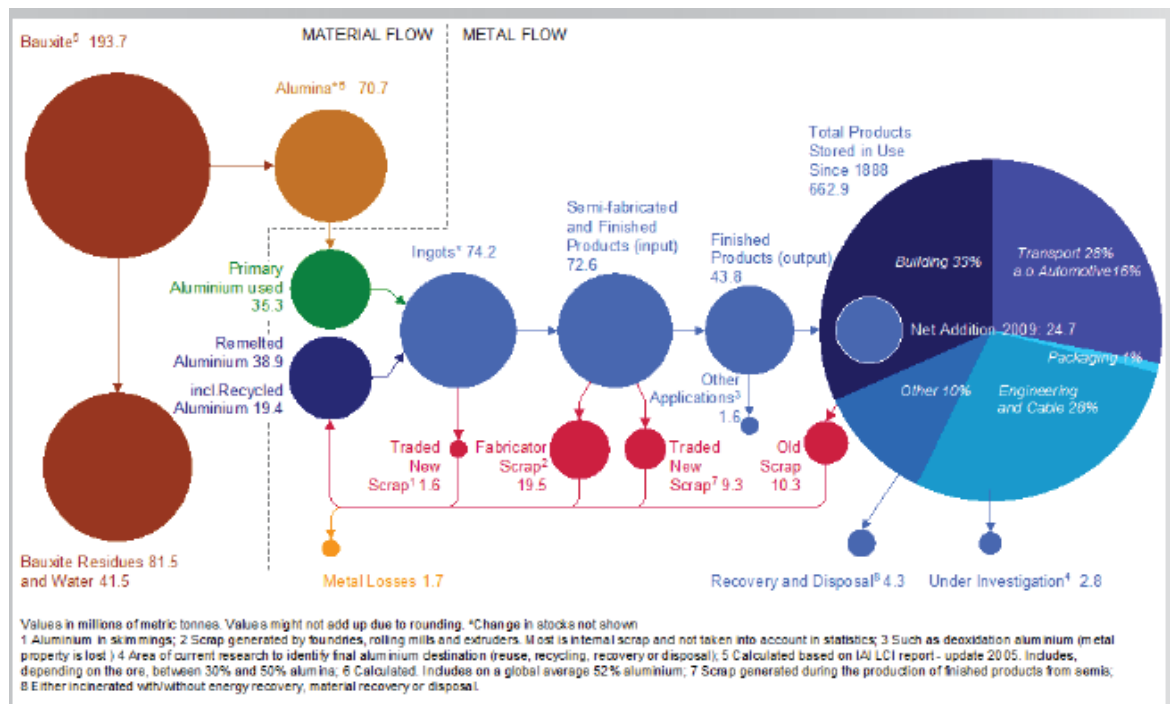 MATERIAL FLOW
METAL FLOW
Bauxite⁵ 193.7
Alumina*⁶ 70.7
Primary
Aluminium used
35.3
Remelted
Aluminium 38.9
incl.Recycled
Aluminium 19.4
Ingots* 74.2
Semi-fabricated
and Finished
Products (input)
72.6
Finished
Products (output)
43.8
Total Products
Stored in Use
Since 1888
662.9
Building 33%
Transport 28%
a.o Automotive16%
Net Addition 2009: 24.7
Packaging 1%
Other 10%
Engineering
and Cable 28%
Other
Applications³
1.6
Traded
New
Scrap¹ 1.6
Fabricator
Scrap²
19.5
Traded
New
Scrap⁷ 9.3
Old
Scrap
10.3
Bauxite Residues 81.5
and Water 41.5
Metal Losses 1.7
Recovery and Disposal⁸ 4.3
Under Investigation⁴ 2.8
Values in millions of metric tonnes. Values might not add up due to rounding. *Change in stocks not shown
1 Aluminium in skimmings; 2 Scrap generated by foundries, rolling mills and extruders. Most is internal scrap and not taken into account in statistics; 3 Such as deoxidation aluminium (metal
property is lost ) 4 Area of current research to identify final aluminium destination (reuse, recycling, recovery or disposal); 5 Calculated based on IAI LCI report - update 2005. Includes,
depending on the ore, between 30% and 50% alumina; 6 Calculated. Includes on a global average 52% aluminium; 7 Scrap generated during the production of finished products from semis;
8 Either incinerated with/without energy recovery, material recovery or disposal.